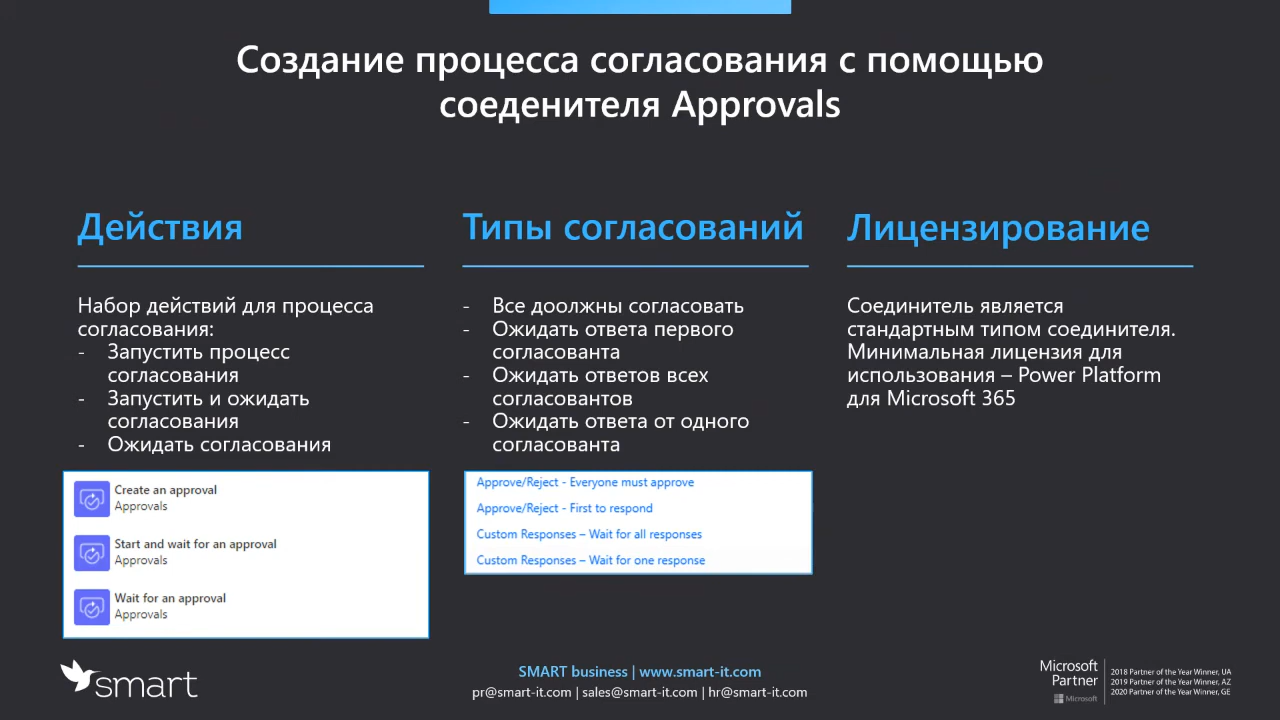 Создание процесса согласования с помощью
соеденителя Approvals
Действия
Набор действий для процесса
согласования:
- Запустить процесс
согласования
- Запустить и ожидать
согласования
- Ожидать согласования
Create an approval
Approvals
Start and wait for an approval
Approvals
Wait for an approval
Approvals
Типы согласований
- Все доолжны согласовать
- Ожидать ответа первого
согласованта
- Ожидать ответов всех
согласовантов
- Ожидать ответа от одного
согласованта
Approve/Reject - Everyone must approve
Approve/Reject - First to respond
Custom Responses – Wait for all responses
Custom Responses – Wait for one response
Лицензирование
Соединитель является
стандартным типом соединителя.
Минимальная лицензия для
использования – Power Platform
для Microsoft 365
smart
SMART business | www.smart-it.com
pr@smart-it.com | sales@smart-it.com | hr@smart-it.com
Microsoft
Partner
Microsoft
2018 Partner of the Year Winner, UA
2019 Partner of the Year Winner, AZ
2020 Partner of the Year Winner, GE